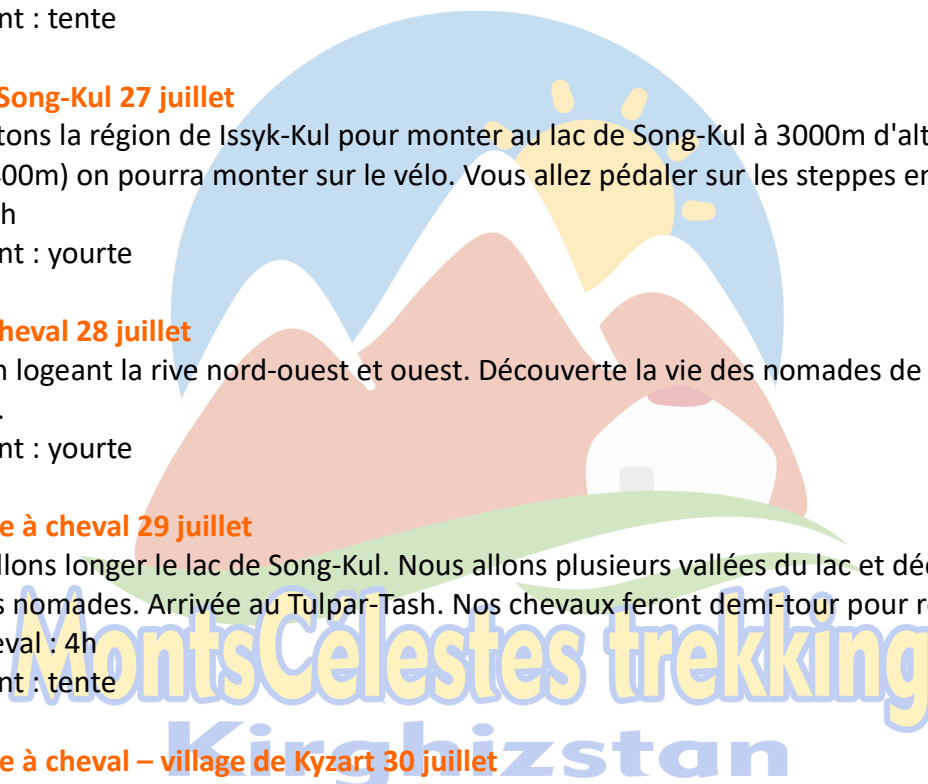 nt : tente
Song-Kul 27 juillet
tons la région de Issyk-Kul pour monter au lac de Song-Kul à 3000m d'alt
00m) on pourra monter sur le vélo. Vous allez pédaler sur les steppes en
h
nt : yourte
heval 28 juillet
n logeant la rive nord-ouest et ouest. Découverte la vie des nomades de
.
nt : yourte
e à cheval 29 juillet
llons longer le lac de Song-Kul. Nous allons plusieurs vallées du lac et déc
s nomades. Arrivée au Tulpar-Tash. Nos chevaux feront demi-tour pour re
eval : 4h
nt : tente
MontsCélestes trekking
Kirghizstan
e à cheval – village de Kyzart 30 juillet